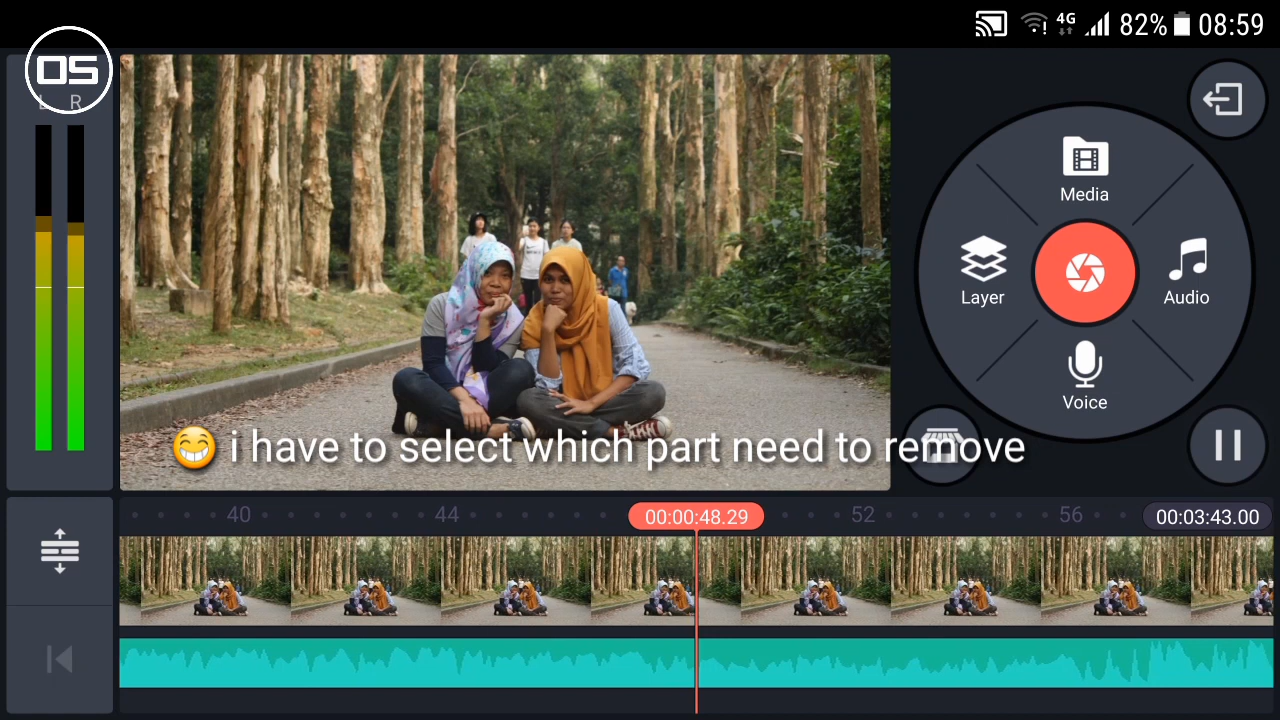 4G 82% 08:59
OS
L R
Media
Layer
Audio
Voice
😁 i have to select which part need to remove
40 44 00:00:48.29 52 56 00:03:43.00